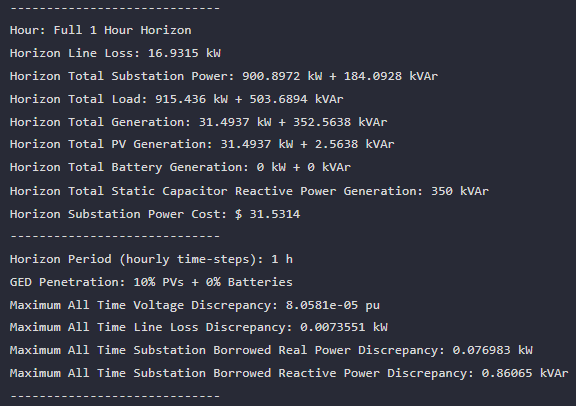 -----------------------------
Hour: Full 1 Hour Horizon
Horizon Line Loss: 16.9315 kW
Horizon Total Substation Power: 900.8972 kW + 184.0928 kVAr
Horizon Total Load: 915.436 kW + 503.6894 kVAr
Horizon Total Generation: 31.4937 kW + 352.5638 kVAr
Horizon Total PV Generation: 31.4937 kW + 2.5638 kVAr
Horizon Total Battery Generation: 0 kW + 0 kVAr
Horizon Total Static Capacitor Reactive Power Generation: 350 kVAr
Horizon Substation Power Cost: $ 31.5314
-----------------------------
Horizon Period (hourly time-steps): 1 h
GED Penetration: 10% PVs + 0% Batteries
Maximum All Time Voltage Discrepancy: 8.0581e-05 pu
Maximum All Time Line Loss Discrepancy: 0.0073551 kW
Maximum All Time Substation Borrowed Real Power Discrepancy: 0.076983 kW
Maximum All Time Substation Borrowed Reactive Power Discrepancy: 0.86065 kVAr
-----------------------------